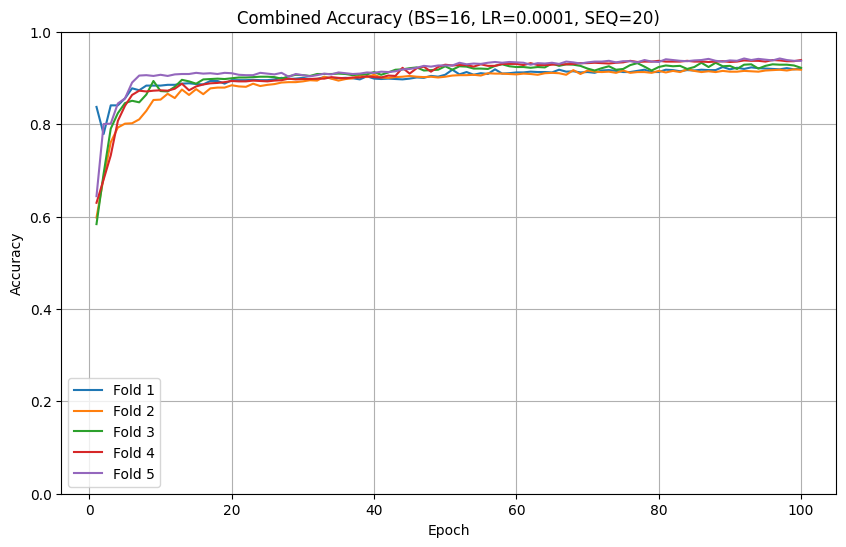 Combined Accuracy (BS=16, LR=0.0001, SEQ=20)
1.0
0.8
0.6
0.4
0.2
0.0
Accuracy
Fold 1
Fold 2
Fold 3
Fold 4
Fold 5
0 20 40 60 80 100
Epoch